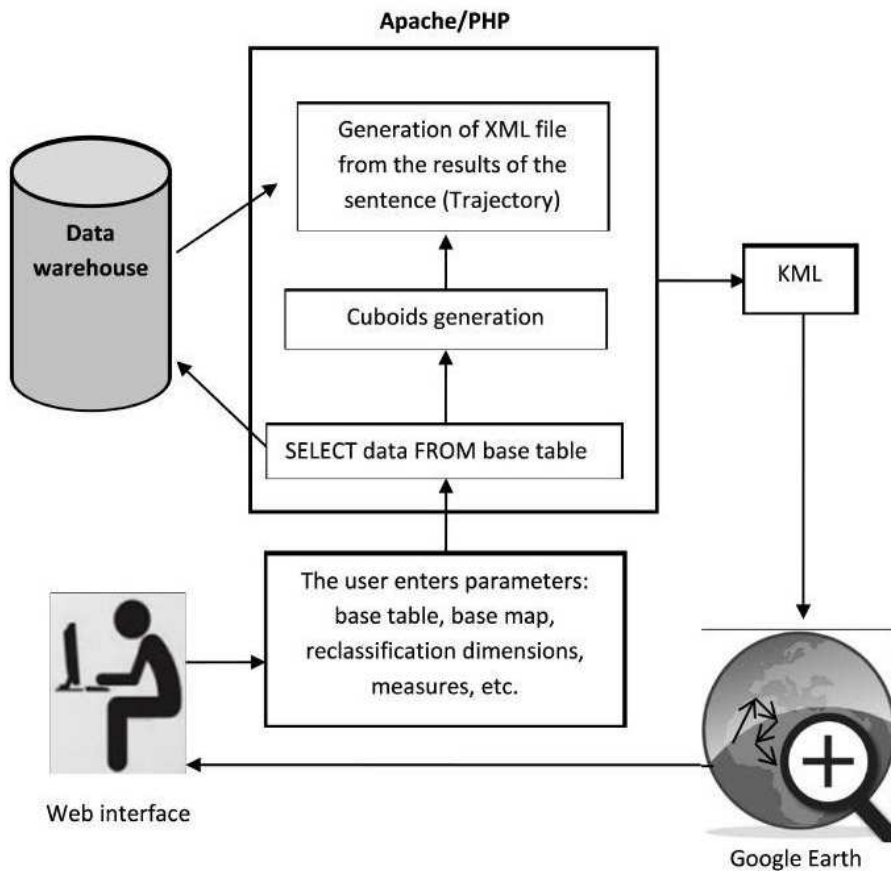 Apache/PHP
Generation of XML file
from the results of the
sentence (Trajectory)
Data
warehouse
KML
Cuboids generation
SELECT data FROM base table
The user enters parameters:
base table, base map,
reclassification dimensions,
measures, etc.
Web interface
Google Earth